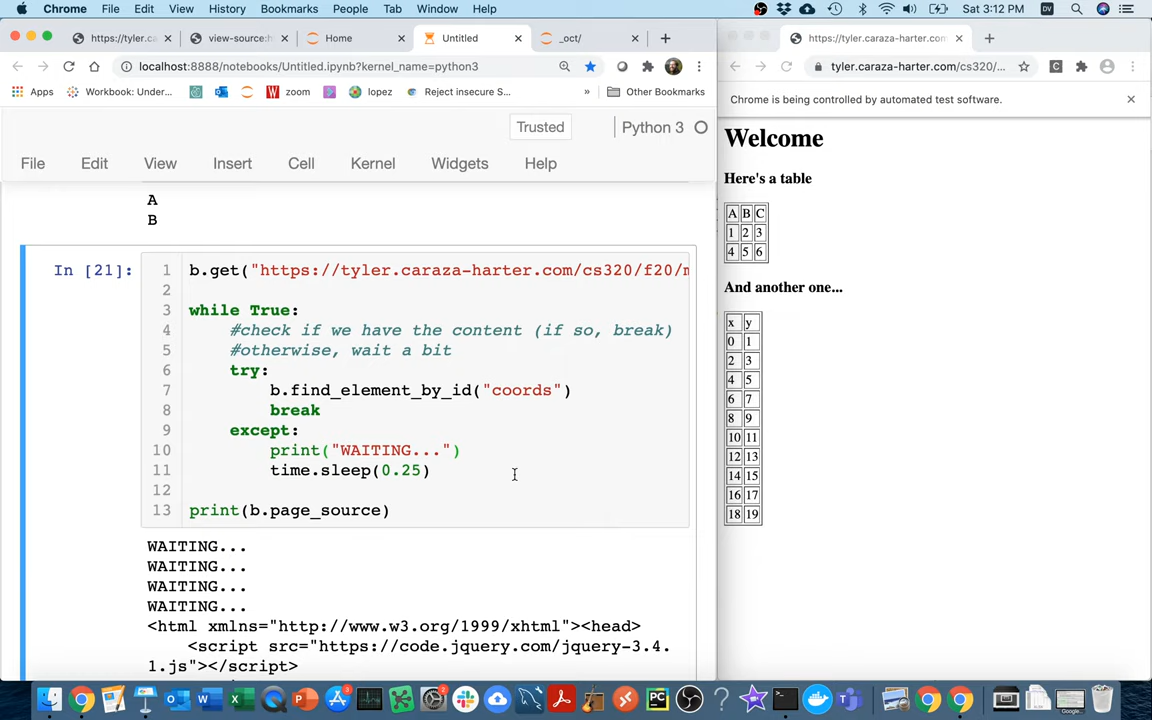 Chrome File Edit View History Bookmarks People Tab Window Help Sat 3:12 PM
https://tyler.ca
view-source:h
Home
Untitled
_oct/
https://tyler.caraza-harter.com
localhost:8888/notebooks/Untitled.ipynb?kernel_name=python3
tyler.caraza-harter.com/cs320/...
Apps Workbook: Under... zoom lopez Reject insecure S... » Other Bookmarks
Chrome is being controlled by automated test software.
Trusted Python 3
File Edit View Insert Cell Kernel Widgets Help
A
B
In [21]:
1 b.get("https://tyler.caraza-harter.com/cs320/f20/m
2
3 while True:
4 #check if we have the content (if so, break)
5 #otherwise, wait a bit
6 try:
7 b.find_element_by_id("coords")
8 break
9 except:
10 print("WAITING...")
11 time.sleep(0.25)
12
13 print(b.page_source)
WAITING...
WAITING...
WAITING...
WAITING...
<html xmlns="http://www.w3.org/1999/xhtml"><head>
<script src="https://code.jquery.com/jquery-3.4.
1.js"></script>
Welcome
Here's a table
A B C
1 2 3
4 5 6
And another one...
x y
0 1
2 3
4 5
6 7
8 9
10 11
12 13
14 15
16 17
18 19